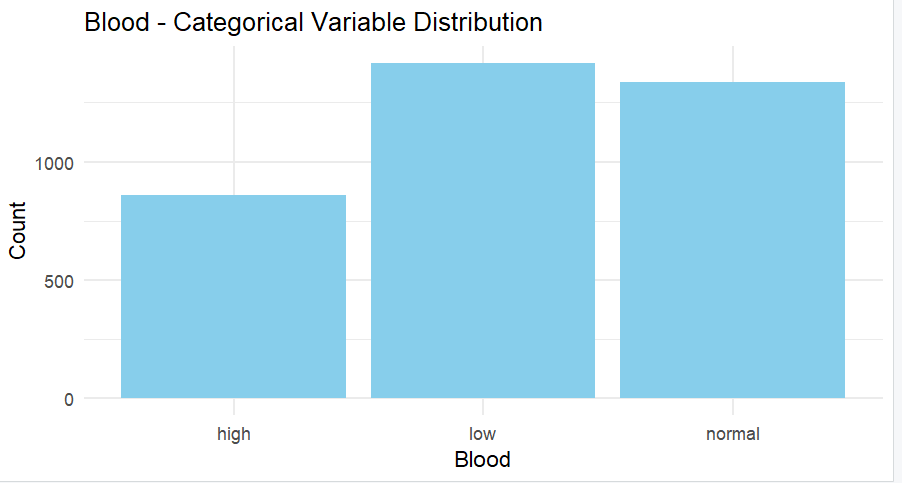 Blood - Categorical Variable Distribution
Count
1000
500
0
high low normal
Blood